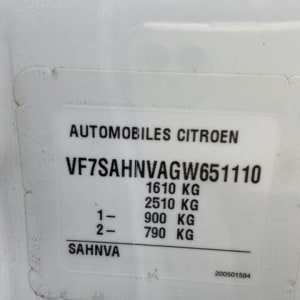 AUTOMOBILES CITROEN
VF7SAHNVAGW651110
1610 KG
2510 KG
1- 900 KG
2- 790 KG
SAHNVA
200501594